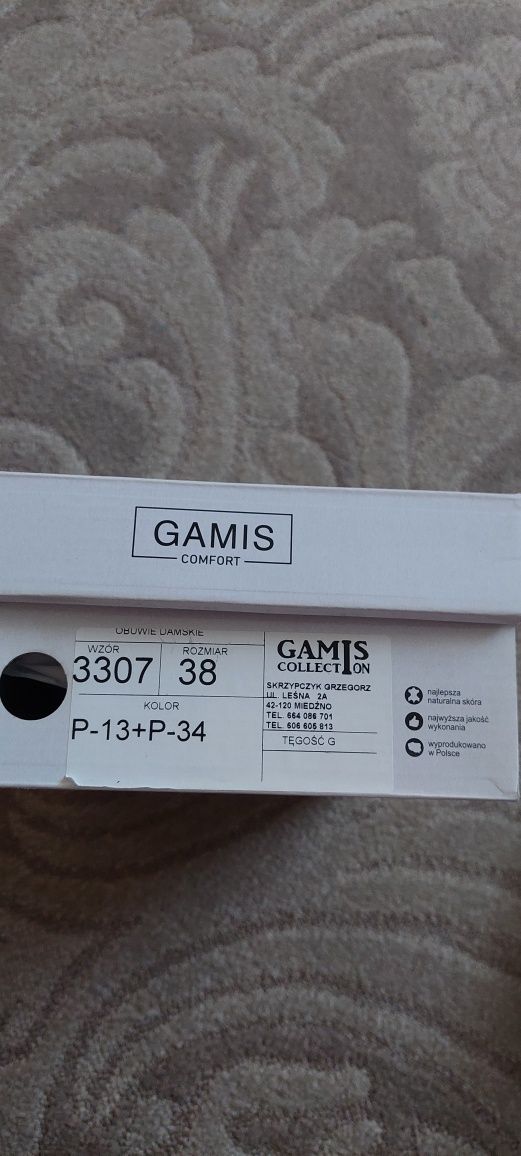 GAMIS
COMFORT
OBUWIE DAMSKIE
WZÓR
3307
ROZMIAR
38
KOLOR
P-13+P-34
GAMIS
COLLECTION
SKRZYPCZYK GRZEGORZ
UL. LEŚNA 2A
42-120 MIEDŹNO
TEL. 664 086 701
TEL. 606 605 813
TĘGOŚĆ G
najlepsza
naturalna skóra
najwyższa jakość
wykonania
wyprodukowano
w Polsce